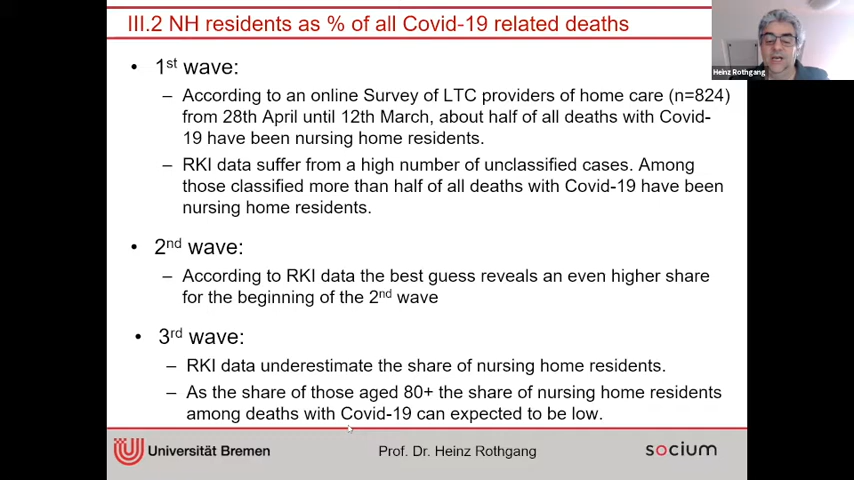 III.2 NH residents as % of all Covid-19 related deaths
Heinz Rothgang
• 1st wave:
– According to an online Survey of LTC providers of home care (n=824)
from 28th April until 12th March, about half of all deaths with Covid-
19 have been nursing home residents.
– RKI data suffer from a high number of unclassified cases. Among
those classified more than half of all deaths with Covid-19 have been
nursing home residents.
• 2nd wave:
– According to RKI data the best guess reveals an even higher share
for the beginning of the 2nd wave
• 3rd wave:
– RKI data underestimate the share of nursing home residents.
– As the share of those aged 80+ the share of nursing home residents
among deaths with Covid-19 can expected to be low.
Universität Bremen
Prof. Dr. Heinz Rothgang
socium